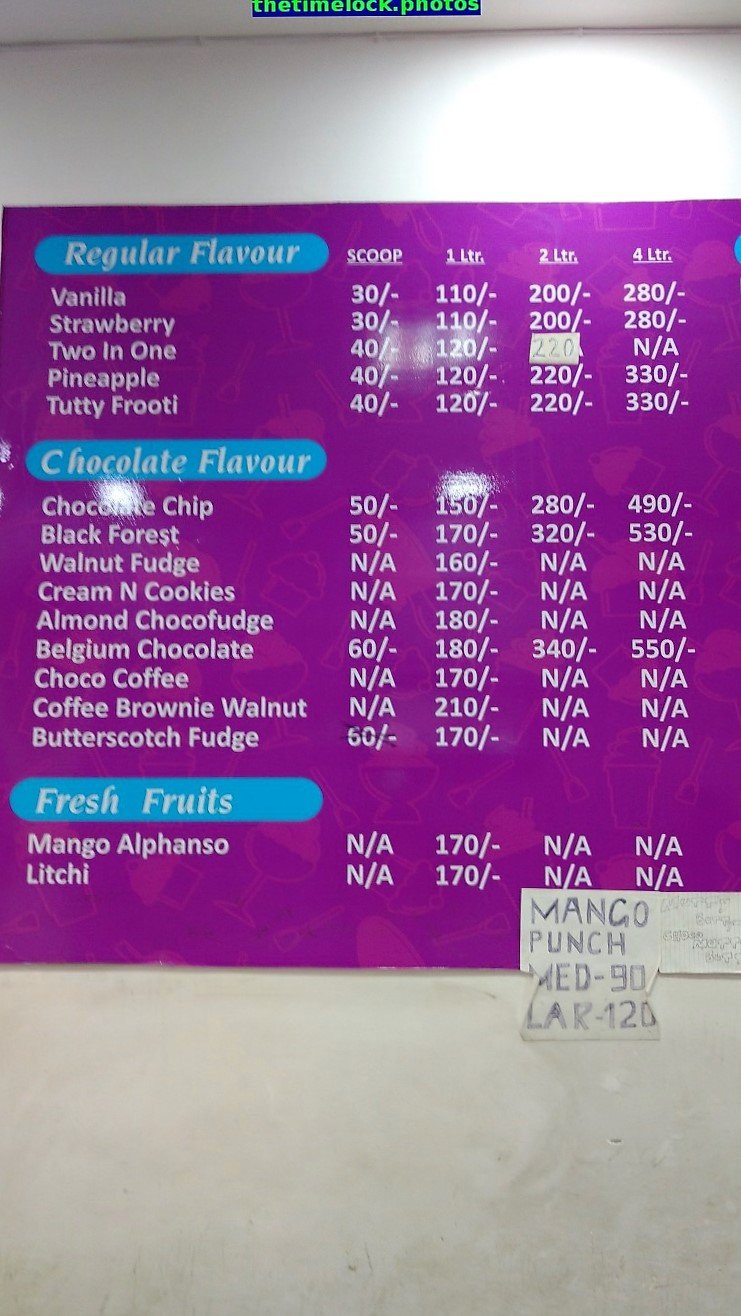 thetimelock.photos
Regular Flavour SCOOP 1 Ltr. 2 Ltr. 4 Ltr.
Vanilla 30/- 110/- 200/- 280/-
Strawberry 30/- 110/- 200/- 280/-
Two In One 40/- 120/- 220 N/A
Pineapple 40/- 120/- 220/- 330/-
Tutty Frooti 40/- 120/- 220/- 330/-
Chocolate Flavour
Chocolate Chip 50/- 150/- 280/- 490/-
Black Forest 50/- 170/- 320/- 530/-
Walnut Fudge N/A 160/- N/A N/A
Cream N Cookies N/A 170/- N/A N/A
Almond Chocofudge N/A 180/- N/A N/A
Belgium Chocolate 60/- 180/- 340/- 550/-
Choco Coffee N/A 170/- N/A N/A
Coffee Brownie Walnut N/A 210/- N/A N/A
Butterscotch Fudge 60/- 170/- N/A N/A
Fresh Fruits
Mango Alphanso N/A 170/- N/A N/A
Litchi N/A 170/- N/A N/A
MANGO
PUNCH
MED-90
LAR-120